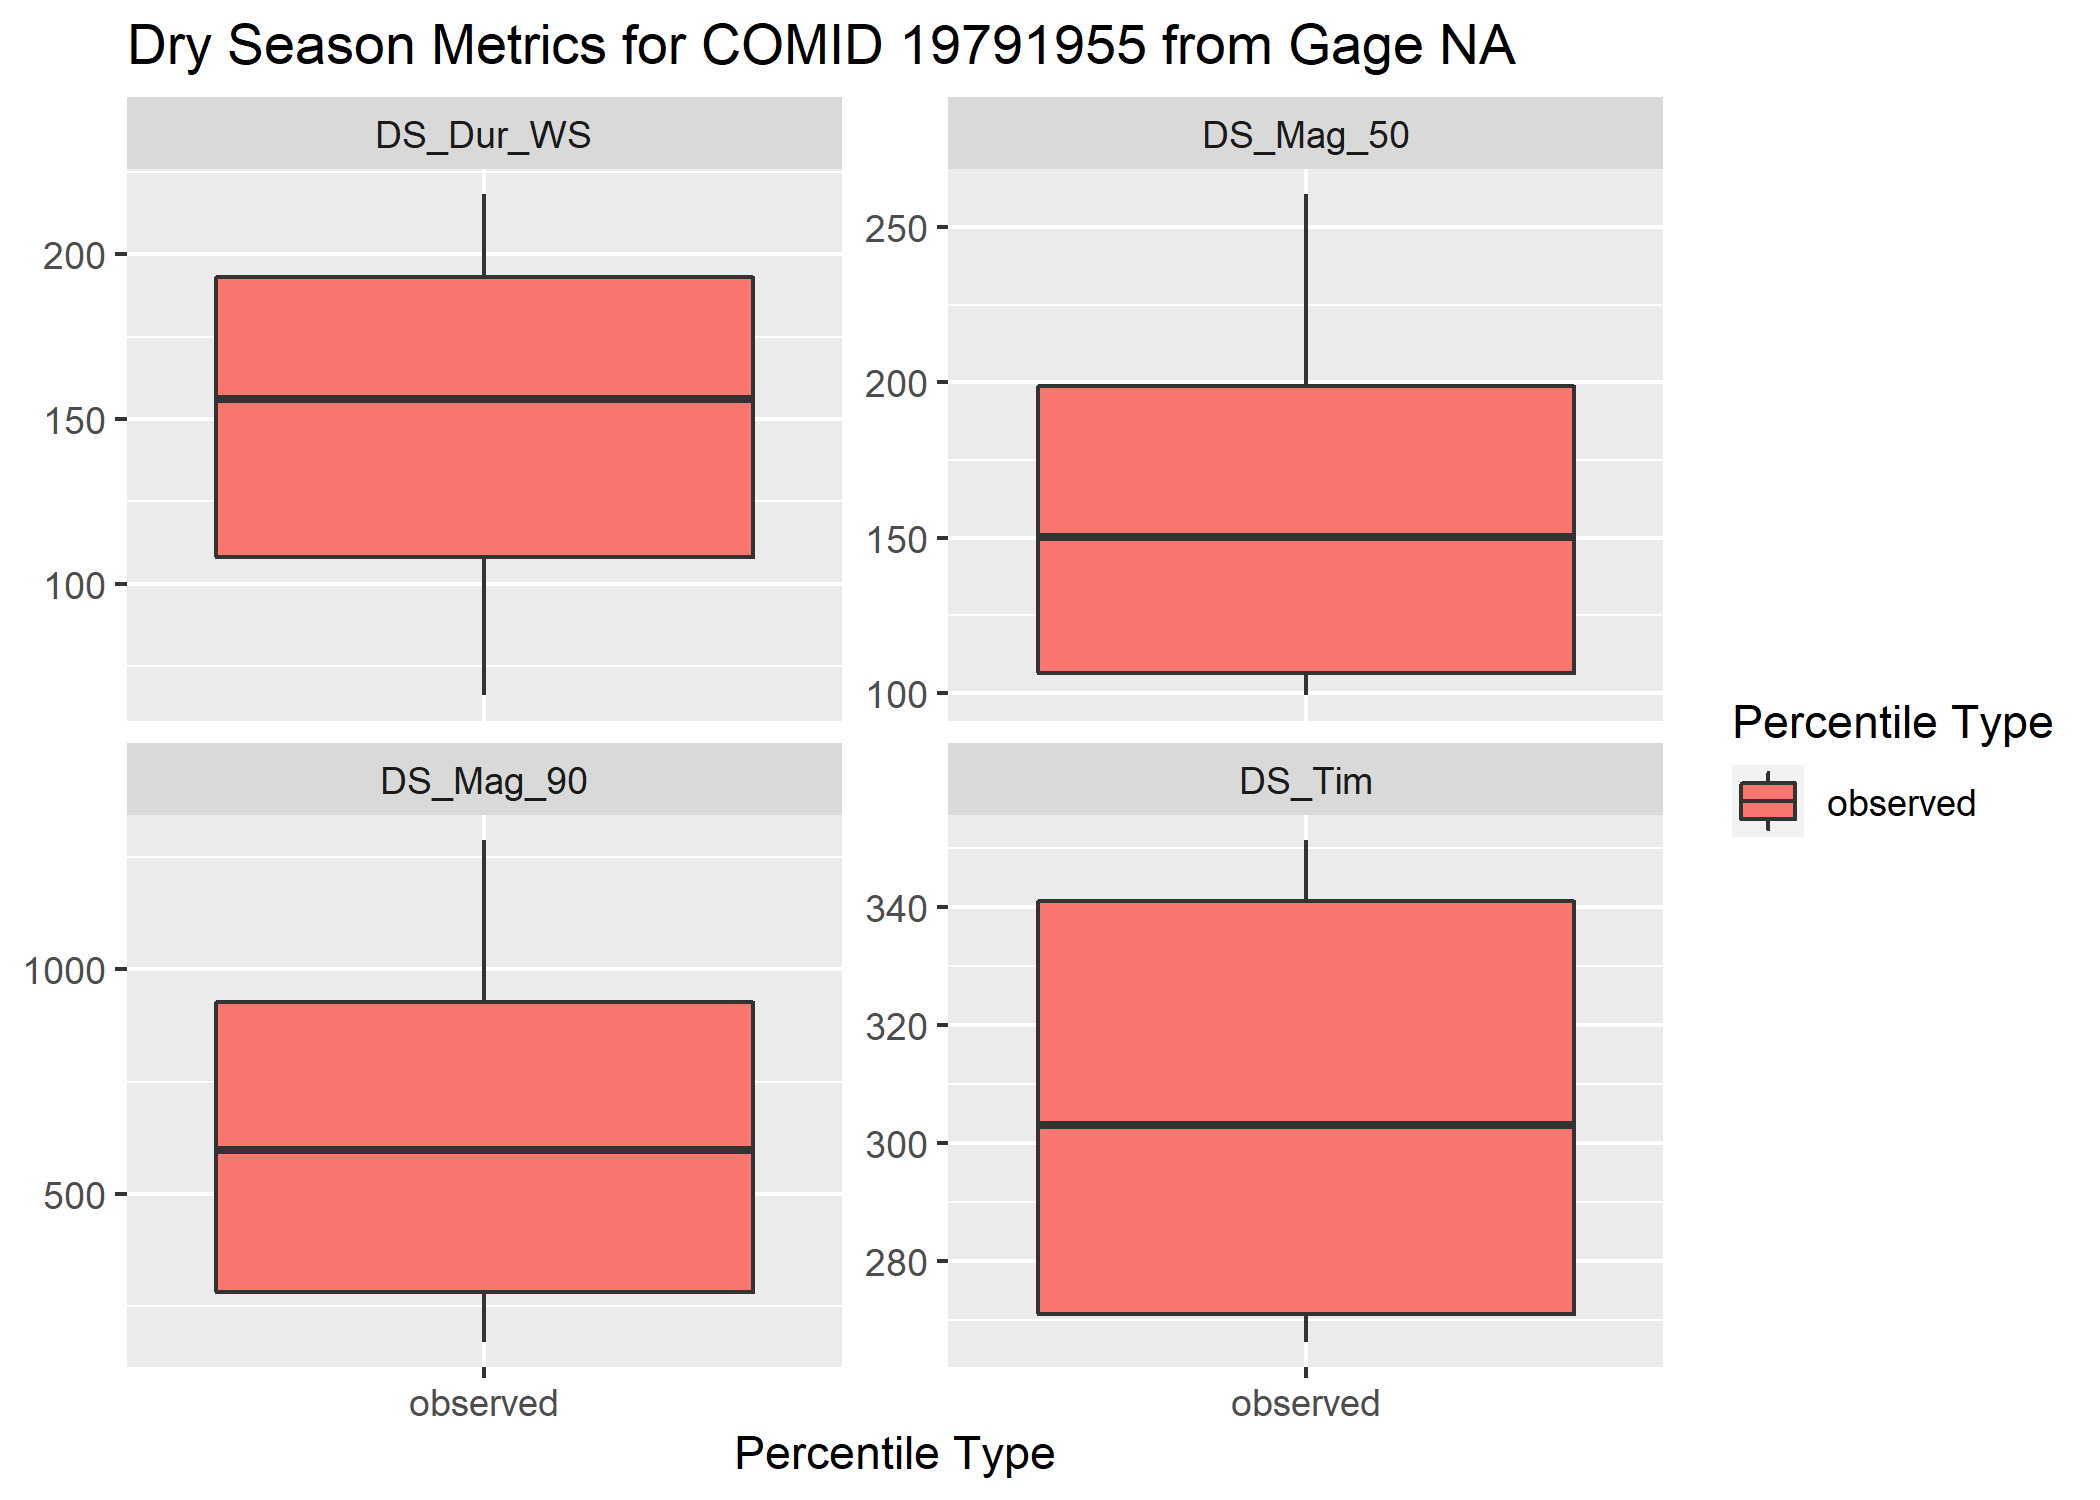 Dry Season Metrics for COMID 19791955 from Gage NA
DS_Dur_WS
200
150
100
DS_Mag_50
250
200
150
100
DS_Mag_90
1000
500
observed
DS_Tim
340
320
300
280
observed
Percentile Type
Percentile Type
observed